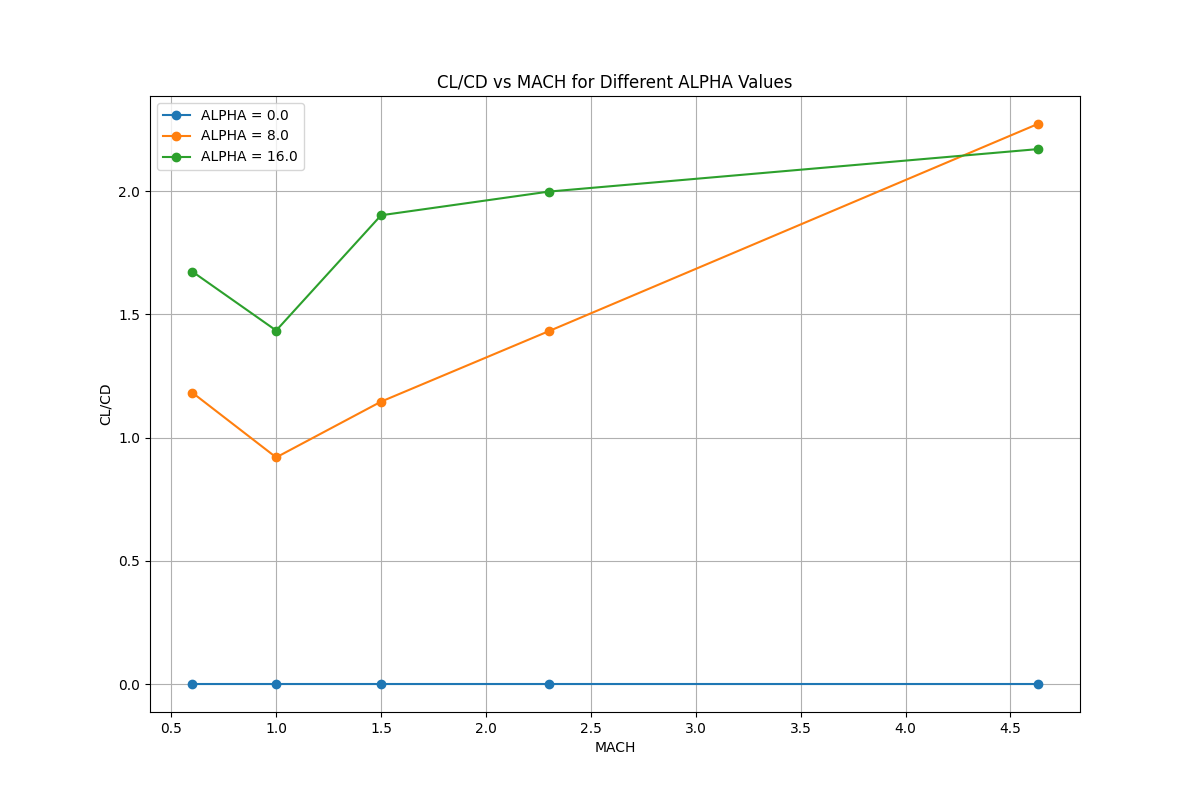 CL/CD vs MACH for Different ALPHA Values
ALPHA = 0.0
ALPHA = 8.0
ALPHA = 16.0
2.0
1.5
1.0
0.5
0.0
CL/CD
0.5 1.0 1.5 2.0 2.5 3.0 3.5 4.0 4.5
MACH